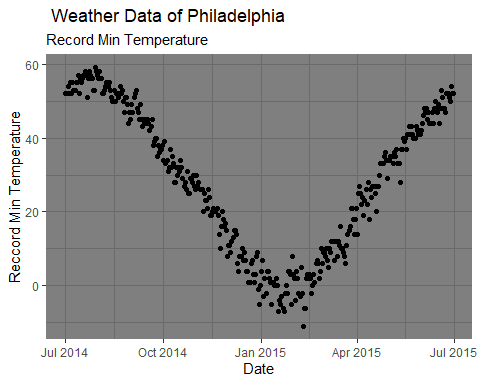 Weather Data of Philadelphia
Record Min Temperature
Reccord Min Temperature
60
40
20
0
Jul 2014
Oct 2014
Jan 2015
Apr 2015
Jul 2015
Date